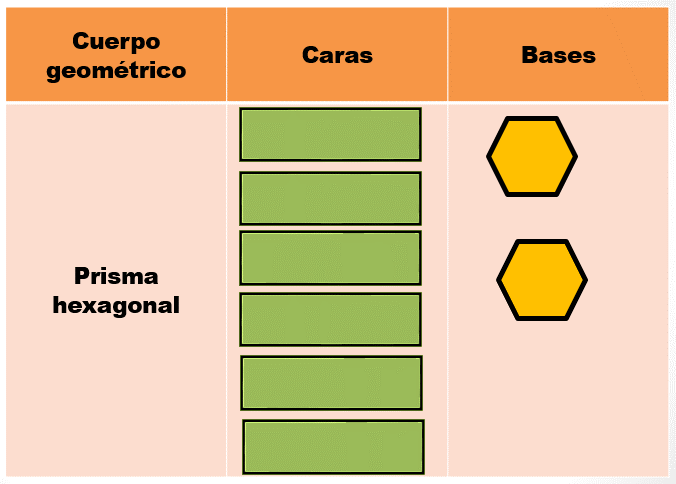 Cuerpo
geométrico
Caras
Bases
Prisma
hexagonal